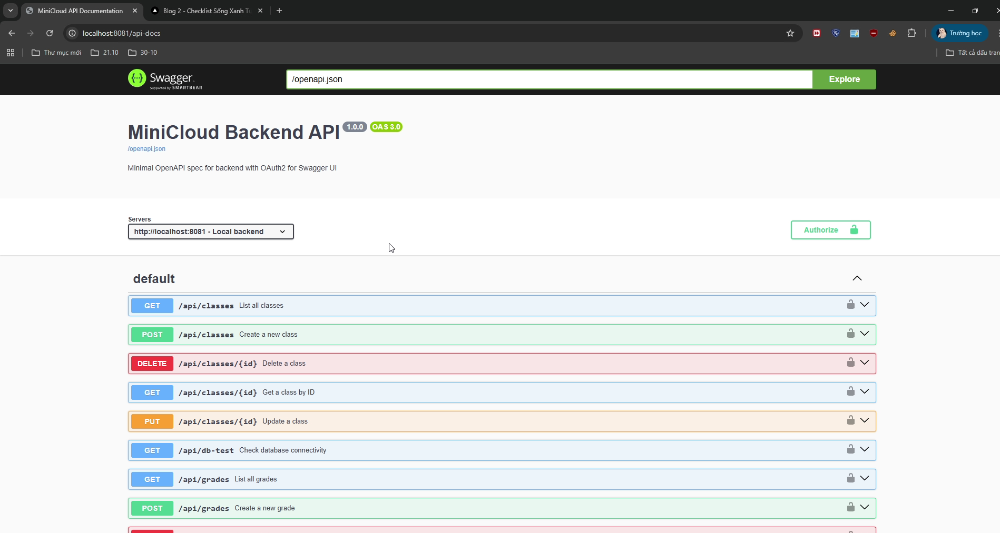 MiniCloud API Documentation
Blog 2 - Checklist Sống Xanh
localhost:8081/api-docs
Trường học
Thư mục mới
21.10
30-10
Tất cả dấu tran
Swagger
Supported by SMARTBEAR
/openapi.json
Explore
MiniCloud Backend API 1.0.0 OAS 3.0
/openapi.json
Minimal OpenAPI spec for backend with OAuth2 for Swagger UI
Servers
http://localhost:8081 - Local backend
Authorize
default
GET /api/classes List all classes
POST /api/classes Create a new class
DELETE /api/classes/{id} Delete a class
GET /api/classes/{id} Get a class by ID
PUT /api/classes/{id} Update a class
GET /api/db-test Check database connectivity
GET /api/grades List all grades
POST /api/grades Create a new grade